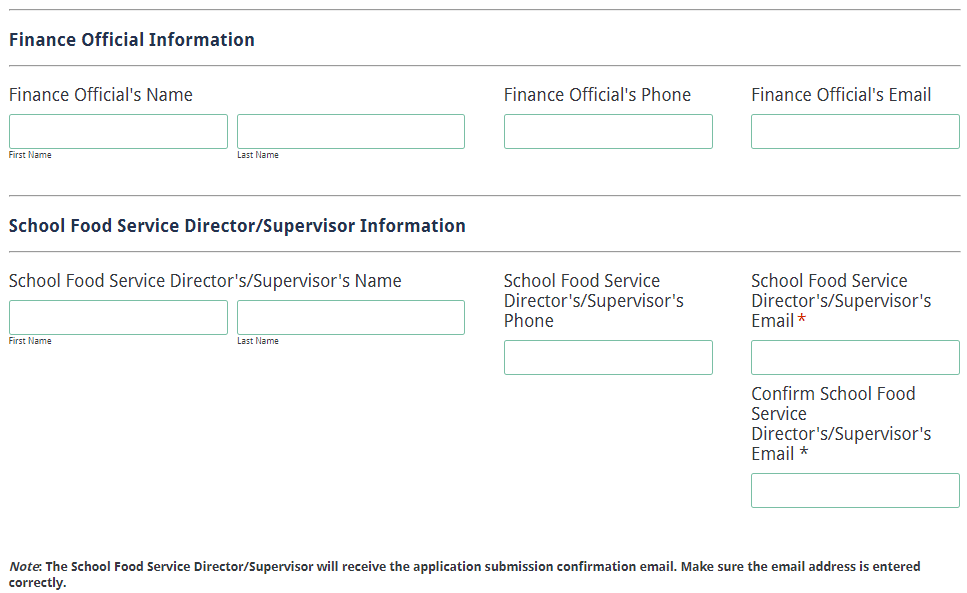 Finance Official Information
Finance Official's Name
Finance Official's Phone
Finance Official's Email
First Name
Last Name
School Food Service Director/Supervisor Information
School Food Service Director's/Supervisor's Name
First Name
Last Name
School Food Service
Director's/Supervisor's
Phone
School Food Service
Director's/Supervisor's
Email *
Confirm School Food
Service
Director's/Supervisor's
Email *
Note: The School Food Service Director/Supervisor will receive the application submission confirmation email. Make sure the email address is entered
correctly.